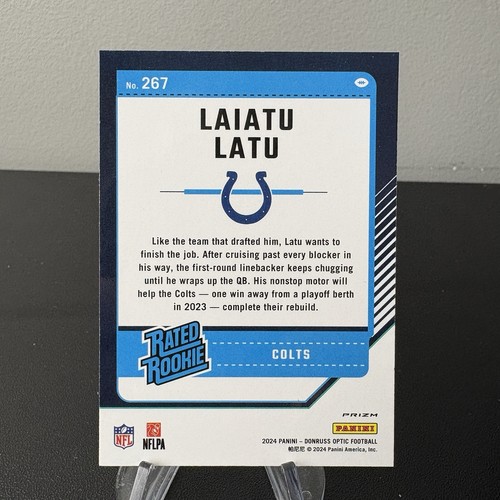 No. 267
LAIATU
LATU
Like the team that drafted him, Latu wants to
finish the job. After cruising past every blocker in
his way, the first-round linebacker keeps chugging
until he wraps up the QB. His nonstop motor will
help the Colts — one win away from a playoff berth
in 2023 — complete their rebuild.
RATED
ROOKIE
COLTS
PRIZM
NFL
NFLPA
PANINI
2024 PANINI – DONRUSS OPTIC FOOTBALL
帕尼尼 © 2024 Panini America, Inc.